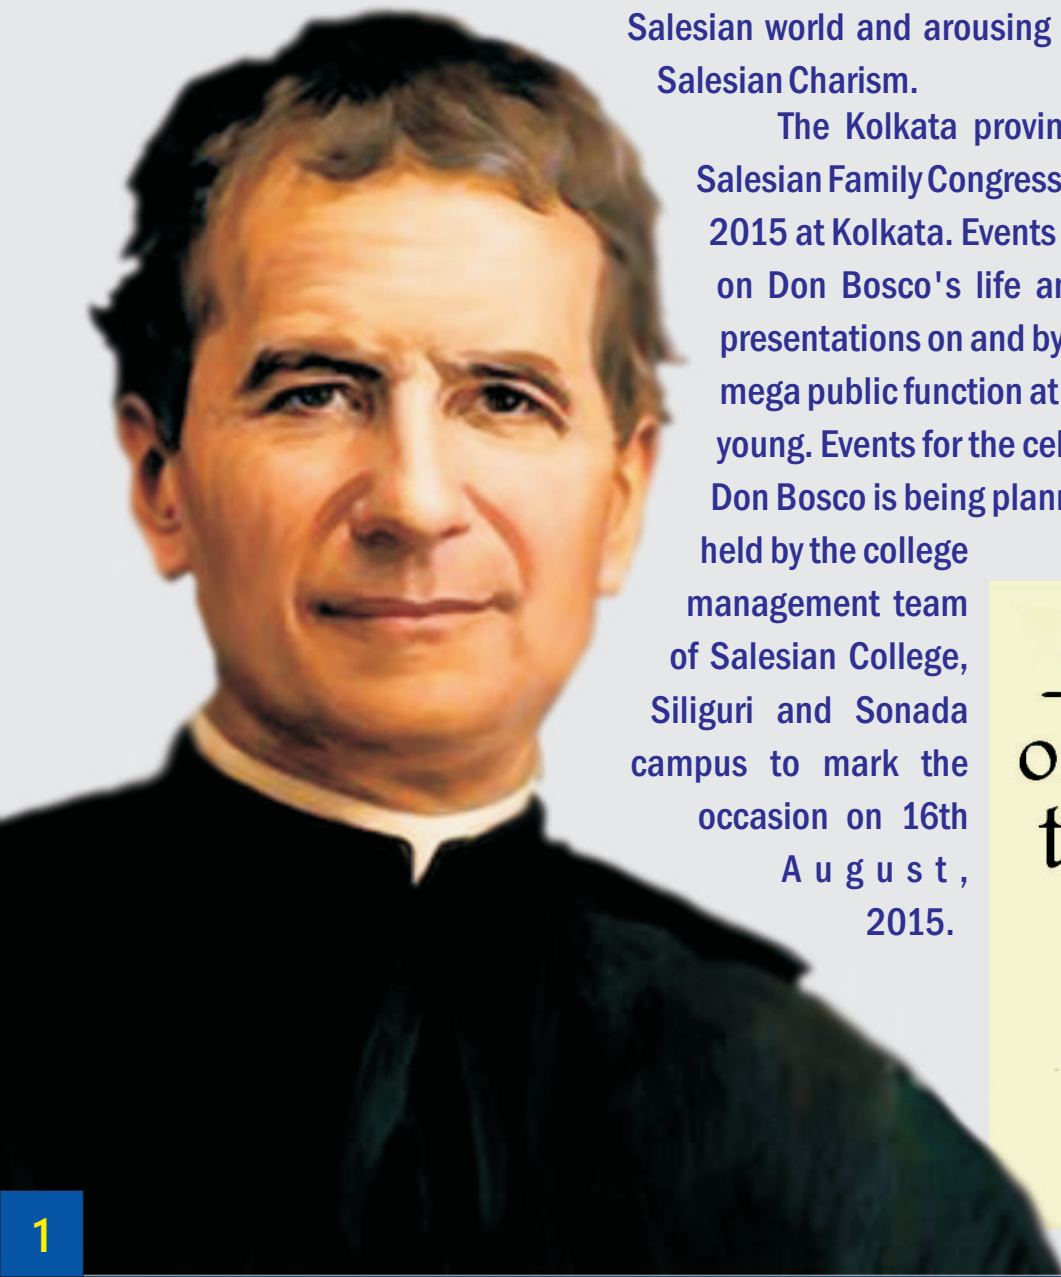 Salesian world and arousing
Salesian Charism.
The Kolkata provin
Salesian Family Congress
2015 at Kolkata. Events
on Don Bosco's life an
presentations on and by
mega public function at
young. Events for the cel
Don Bosco is being plann
held by the college
management team
of Salesian College,
Siliguri and Sonada
campus to mark the
occasion on 16th
August,
2015.
o
t
1